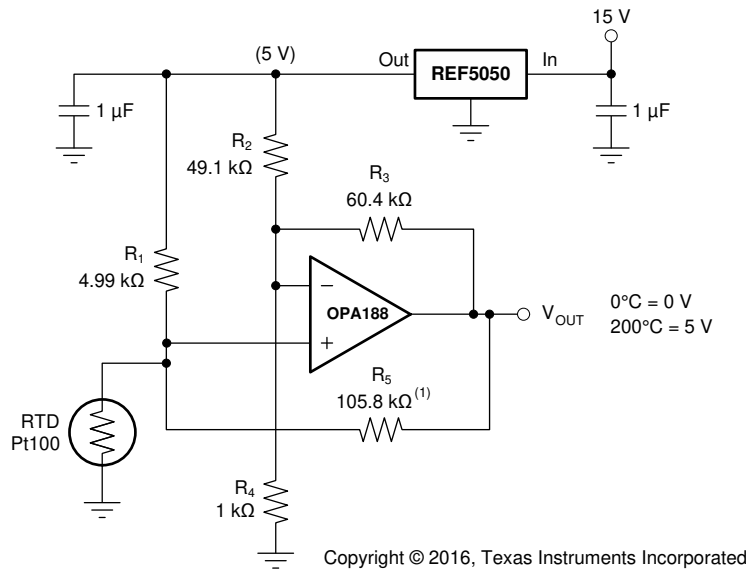 15 V
(5 V)
Out
REF5050
In
1 µF
1 µF
R2
49.1 kΩ
R3
60.4 kΩ
R1
4.99 kΩ
−
OPA188
+
VOUT
0°C = 0 V
200°C = 5 V
R5
105.8 kΩ(1)
RTD
Pt100
R4
1 kΩ
Copyright © 2016, Texas Instruments Incorporated